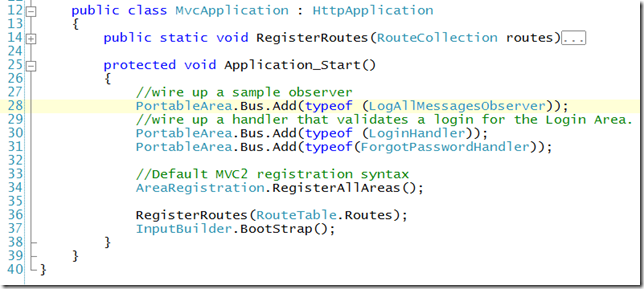 12 public class MvcApplication : HttpApplication
13 {
14 public static void RegisterRoutes(RouteCollection routes)...
25 protected void Application_Start()
26 {
27 //wire up a sample observer
28 PortableArea.Bus.Add(typeof (LogAllMessagesObserver));
29 //wire up a handler that validates a login for the Login Area.
30 PortableArea.Bus.Add(typeof (LoginHandler));
31 PortableArea.Bus.Add(typeof(ForgotPasswordHandler));
32
33 //Default MVC2 registration syntax
34 AreaRegistration.RegisterAllAreas();
35
36 RegisterRoutes(RouteTable.Routes);
37 InputBuilder.BootStrap();
38 }
39 }
40 }